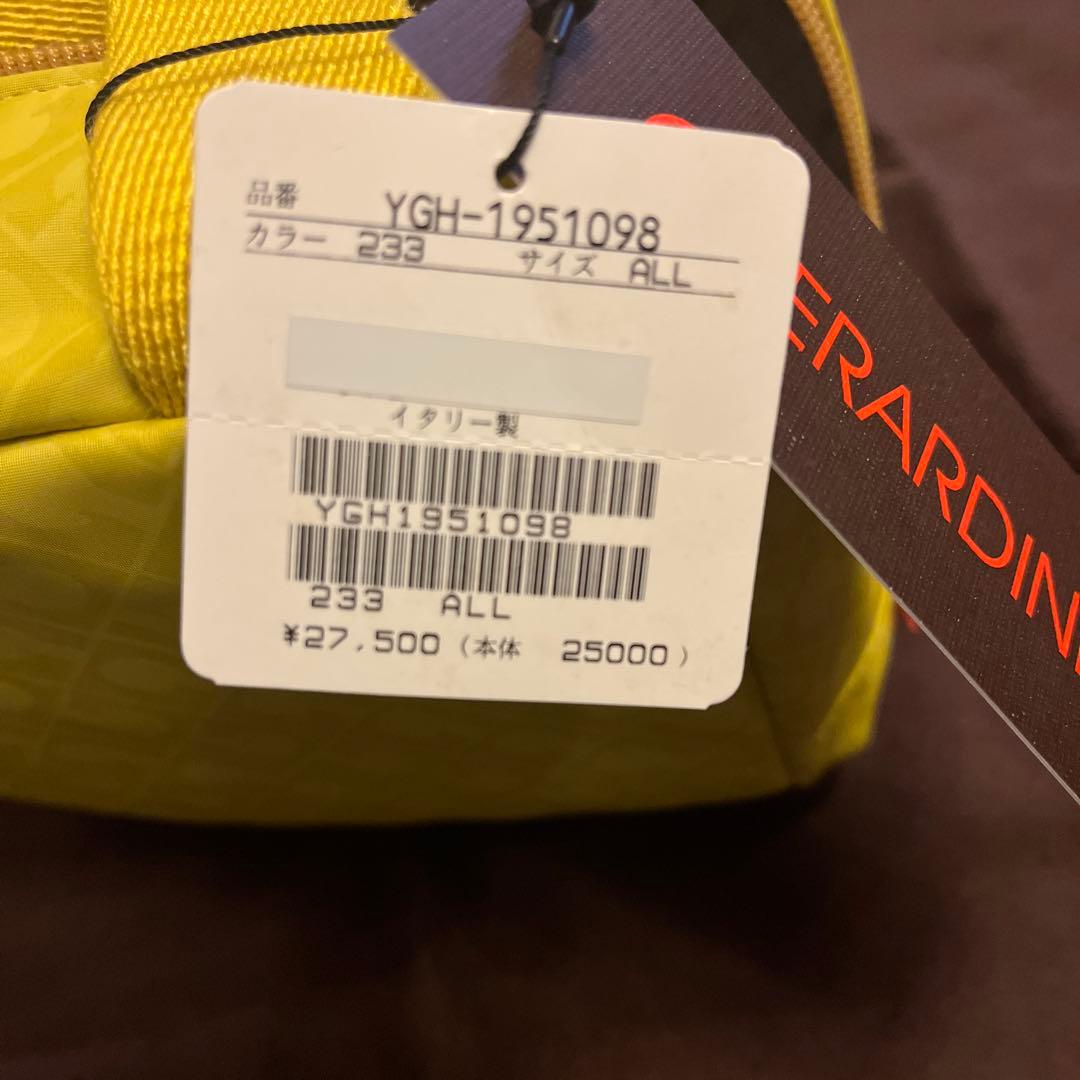 品番 YGH-1951098
カラー 233 サイズ ALL
イタリー製
YGH1951098
233 ALL
¥27,500 (本体 25000)
ERARDIN